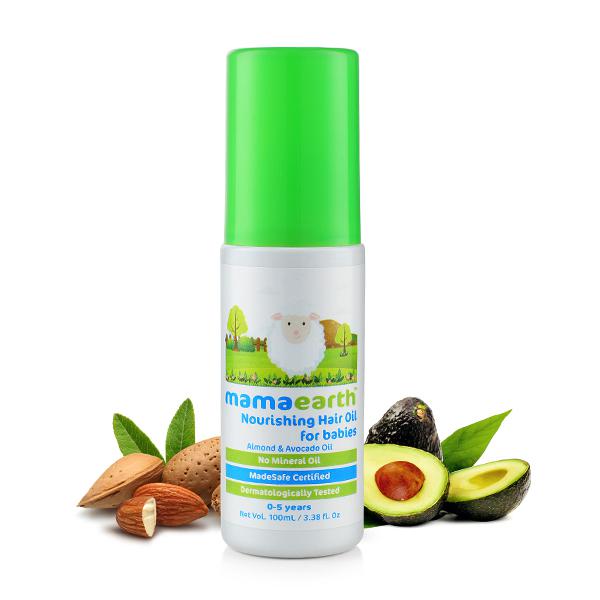 mamaearth™
Nourishing Hair Oil
for babies
Almond & Avocado Oil
No Mineral Oil
MadeSafe Certified
Dermatologically Tested
0-5 years
Net Vol. 100mL / 3.38 fl. Oz